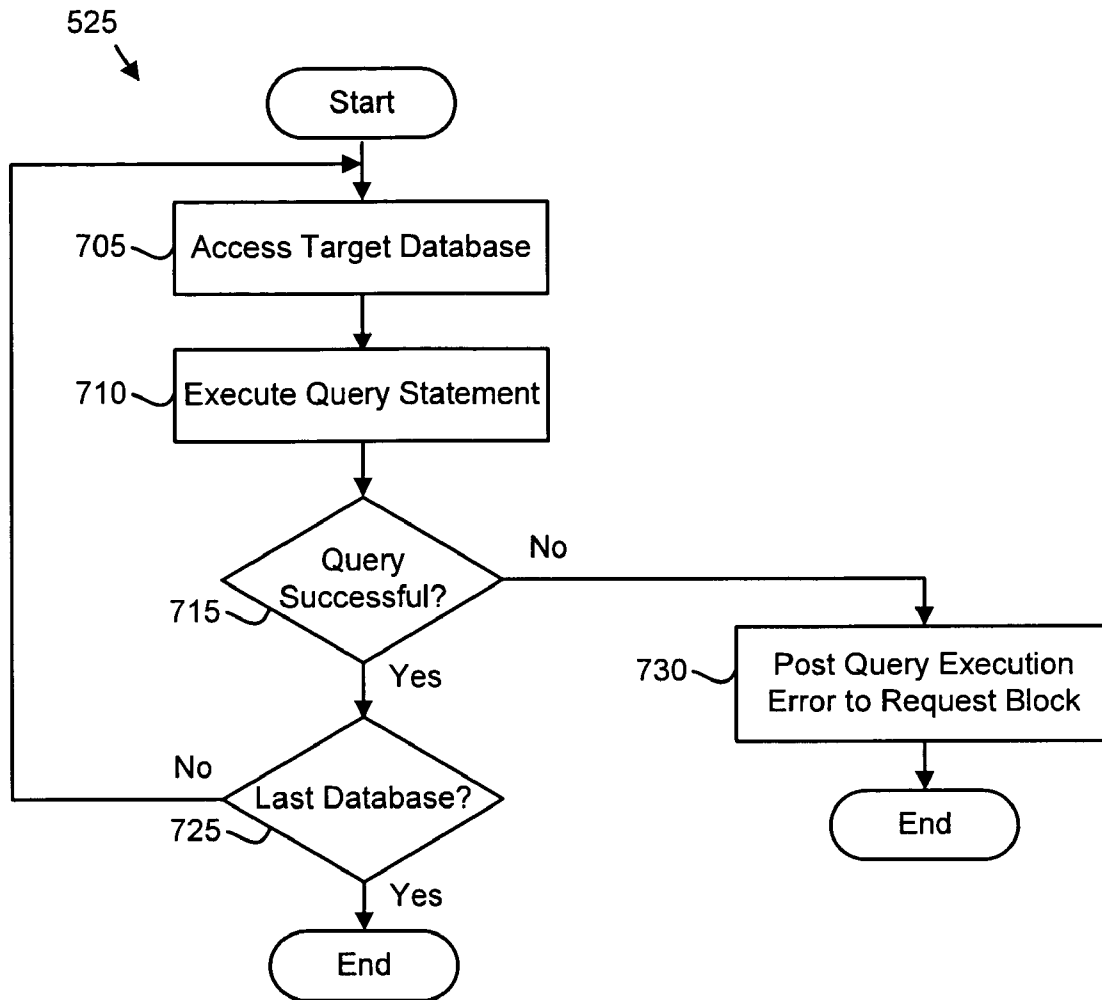 525
Start
705
Access Target Database
710
Execute Query Statement
Query
Successful?
No
715
Yes
730
Post Query Execution
Error to Request Block
No
Last Database?
725
Yes
End
End